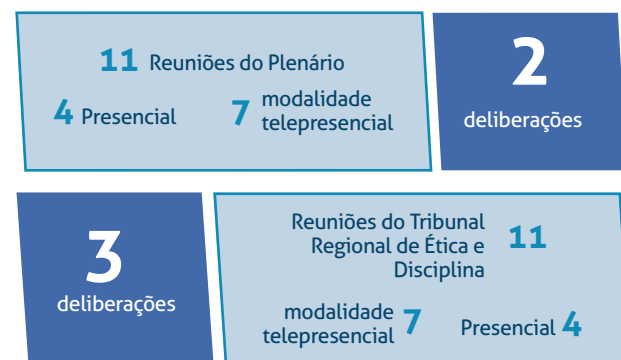 11 Reuniões do Plenário
4 Presencial
7 modalidade
telepresencial
2
deliberações
3
deliberações
Reuniões do Tribunal
Regional de Ética e
Disciplina
11
modalidade
telepresencial 7
Presencial 4